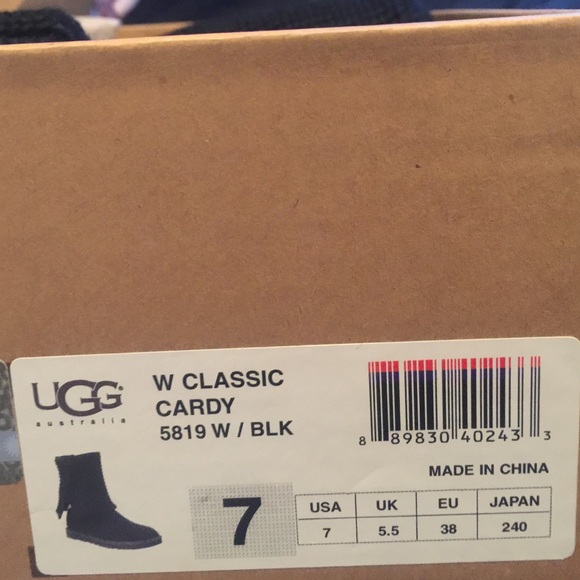 UGG®
australia
W CLASSIC
CARDY
5819 W / BLK
8 89830 40243 3
MADE IN CHINA
7
USA UK EU JAPAN
7 5.5 38 240